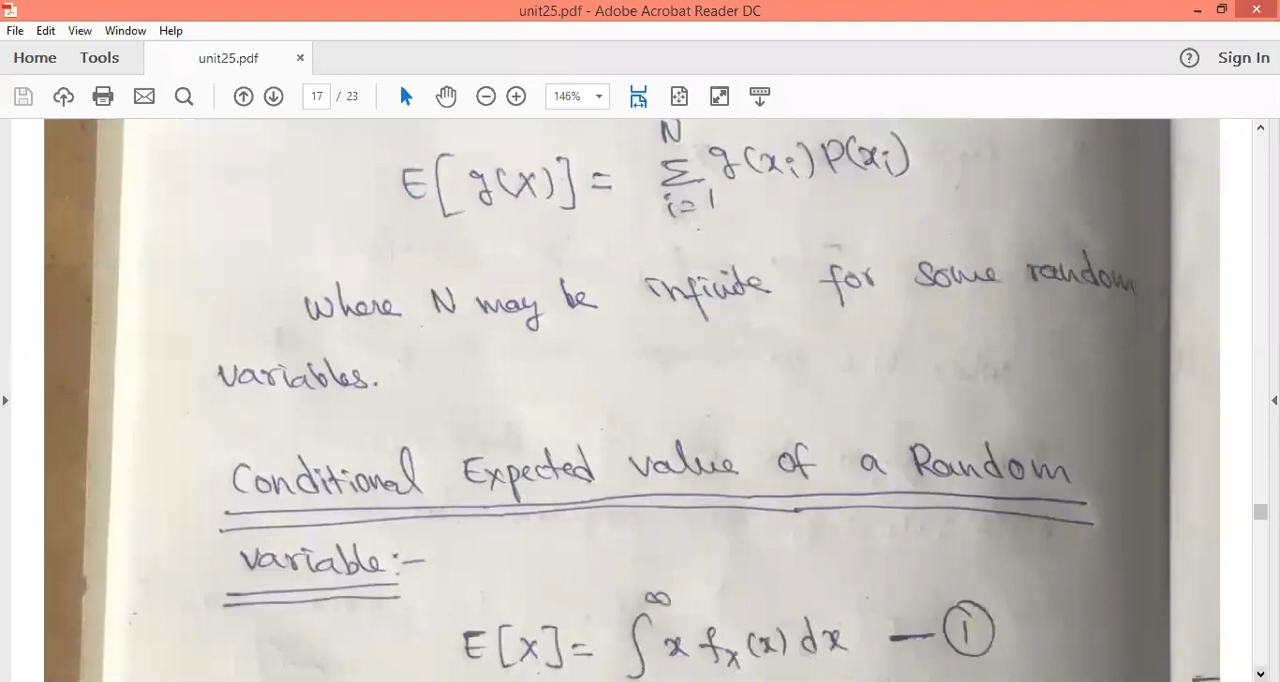 unit25.pdf - Adobe Acrobat Reader DC
File Edit View Window Help
Home Tools unit25.pdf × Sign In
17 / 23 146%
E[g(x)] = N Σ i=1 g(xi) P(xi)
Where N may be infinite for some random
variables.
Conditional Expected value of a Random
variable:-
E[x] = ∫ ∞ x fx(x) dx — ①